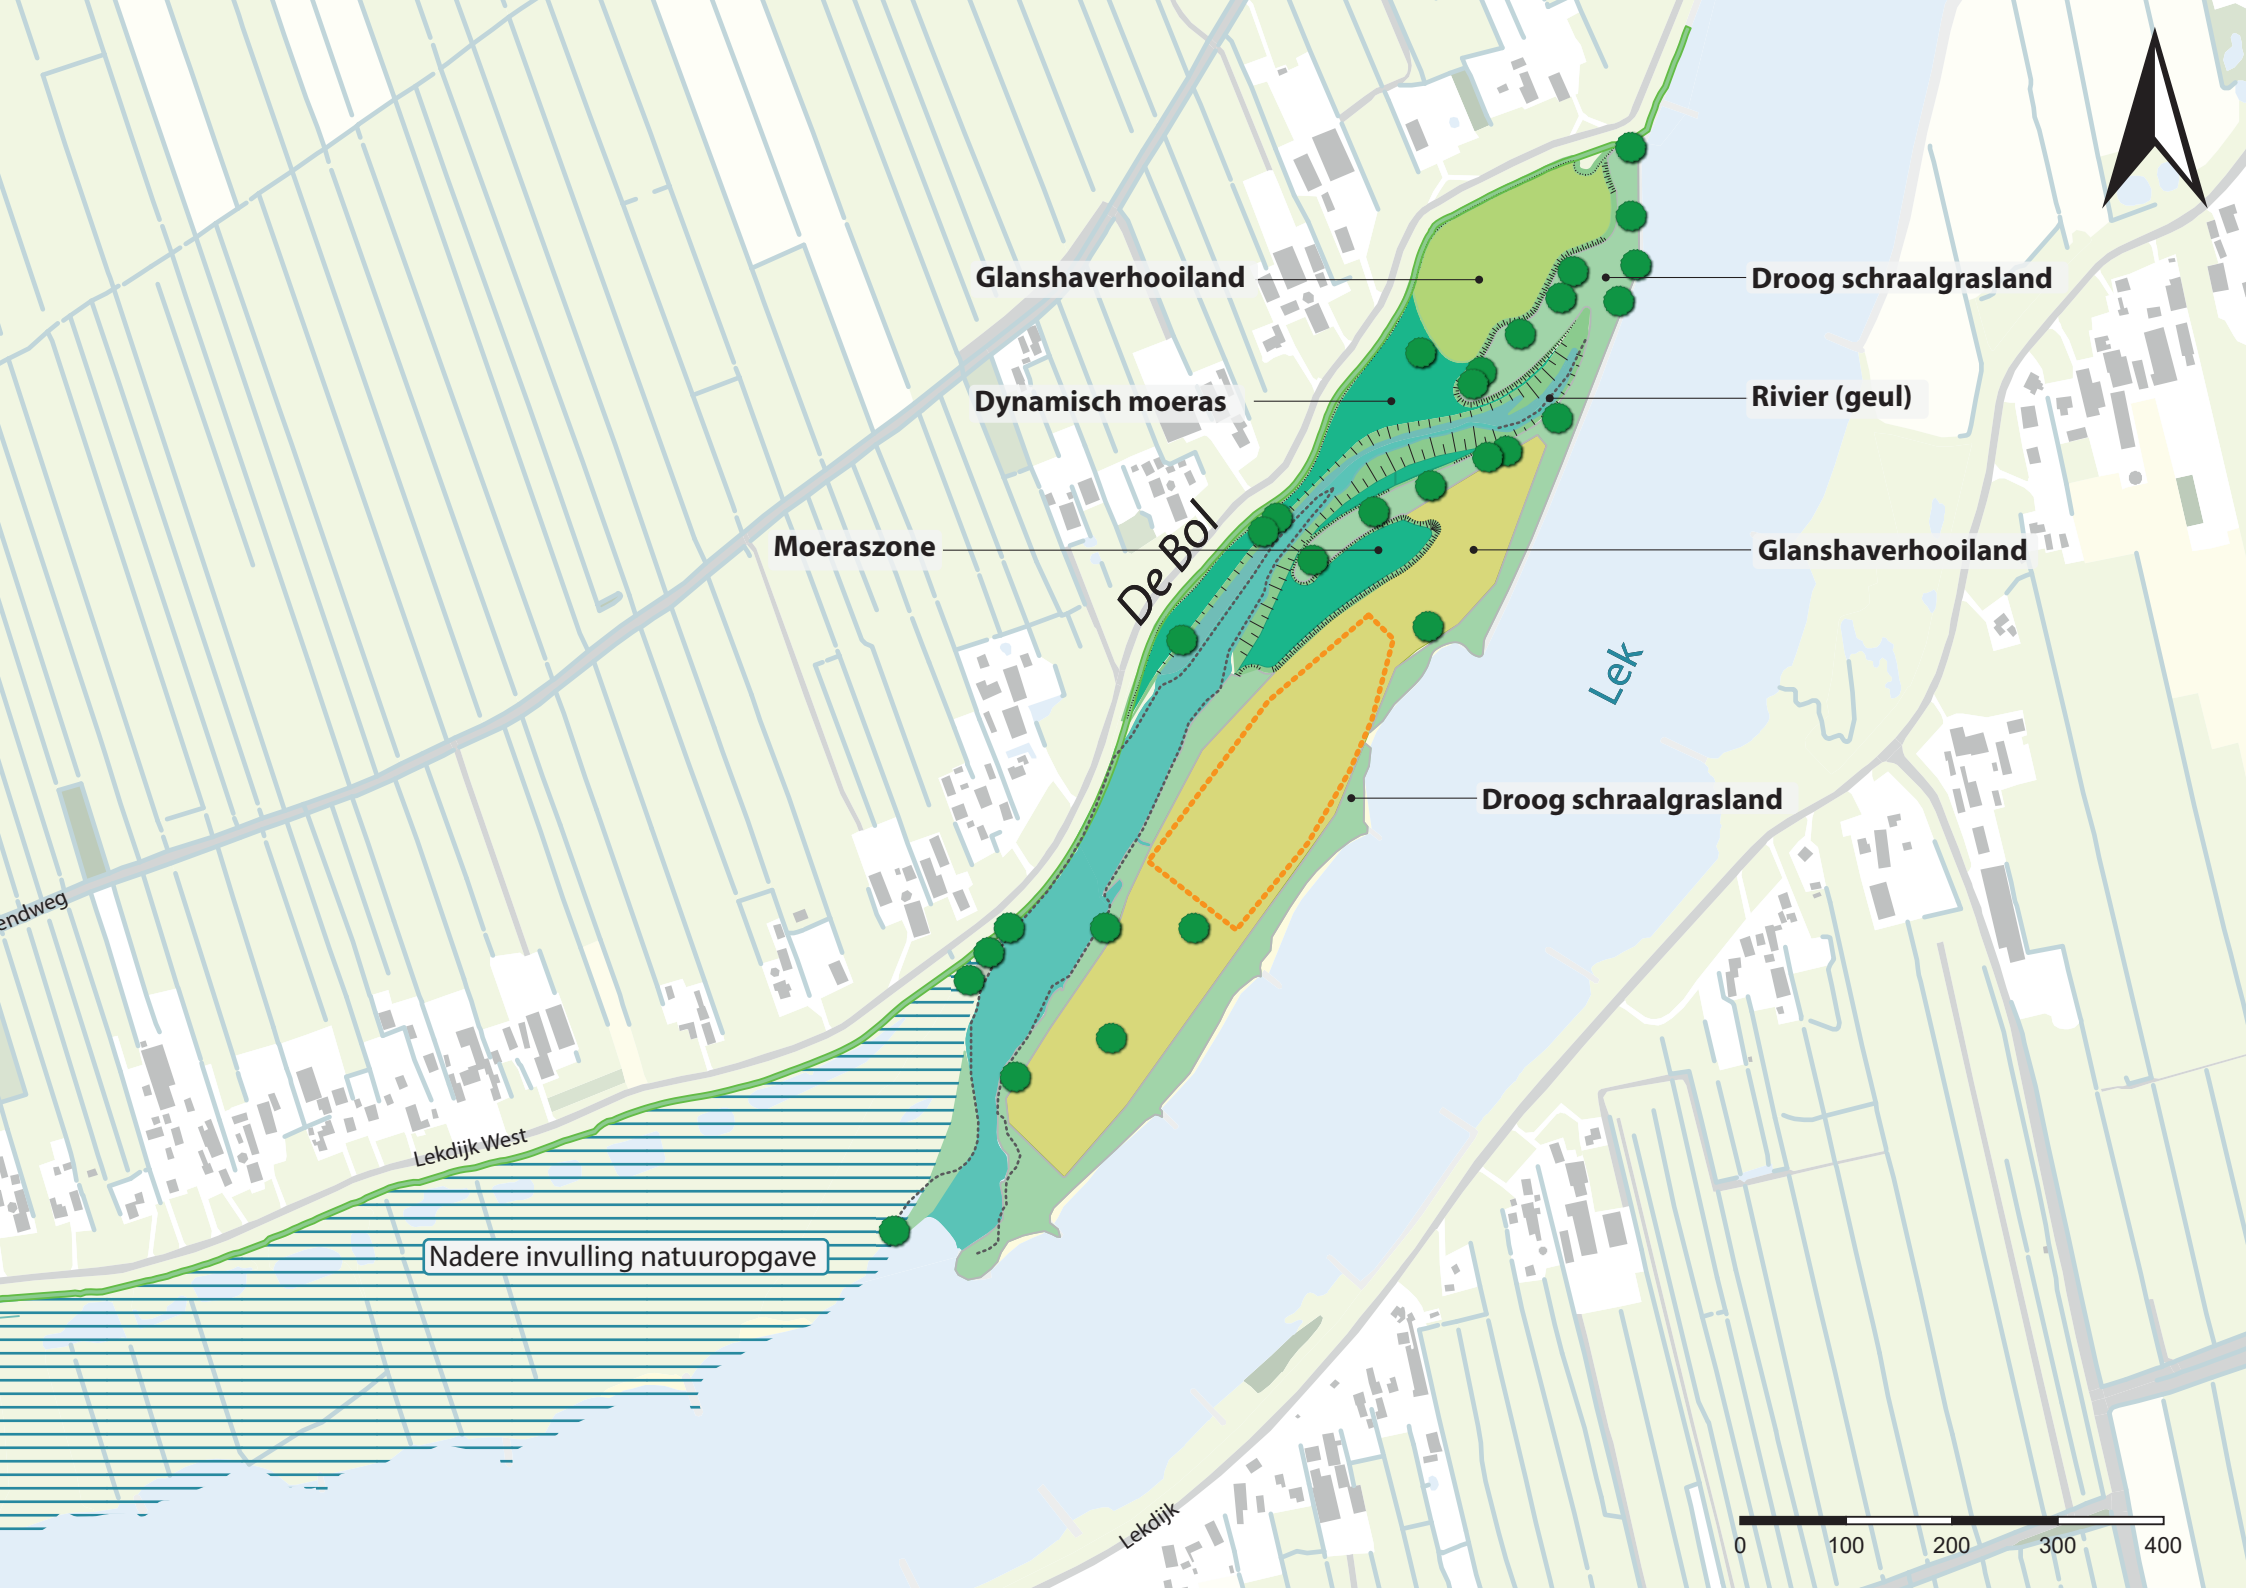 Glanshaverhooiland
Droog schraalgrasland
Dynamisch moeras
Rivier (geul)
De Bol
Moeraszone
Glanshaverhooiland
Lek
Droog schraalgrasland
endweg
Lekdijk West
Nadere invulling natuuropgave
Lekdijk
0 100 200 300 400